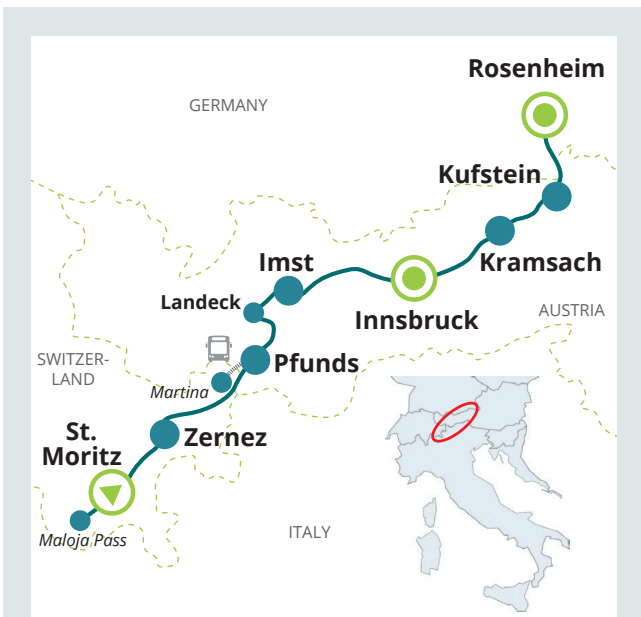 Rosenheim
GERMANY
Kufstein
Imst
Kramsach
Landeck
Innsbruck
AUSTRIA
SWITZER-
LAND
Pfunds
Martina
St.
Moritz
Zernez
ITALY
Maloja Pass